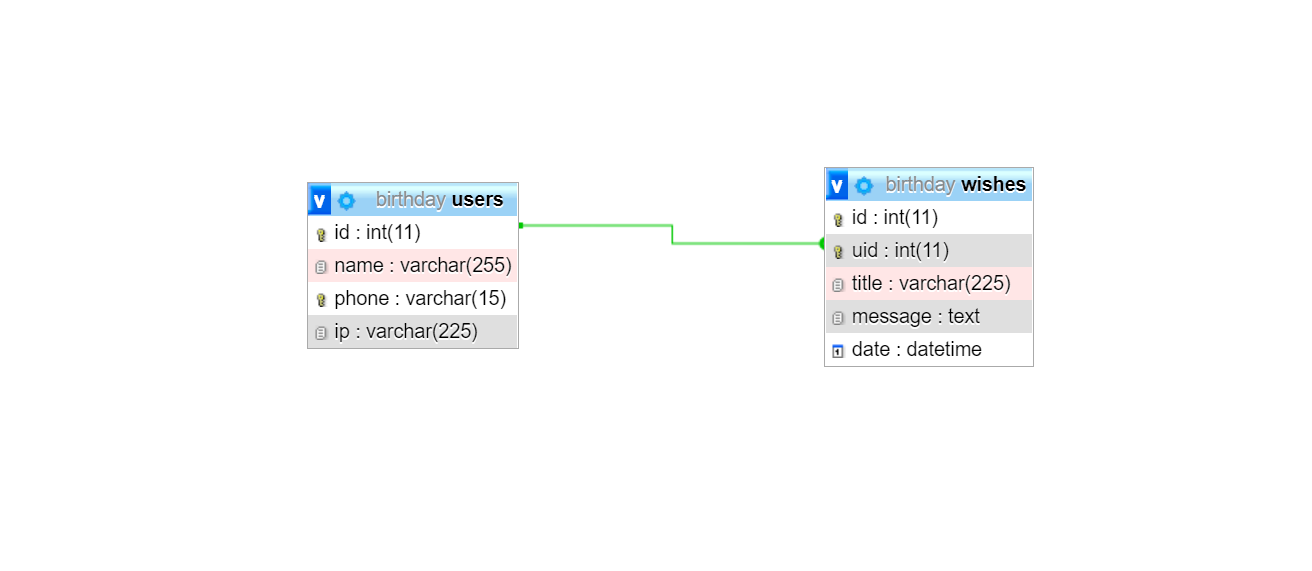 v birthday users
id : int(11)
name : varchar(255)
phone : varchar(15)
ip : varchar(225)
v birthday wishes
id : int(11)
uid : int(11)
title : varchar(225)
message : text
date : datetime